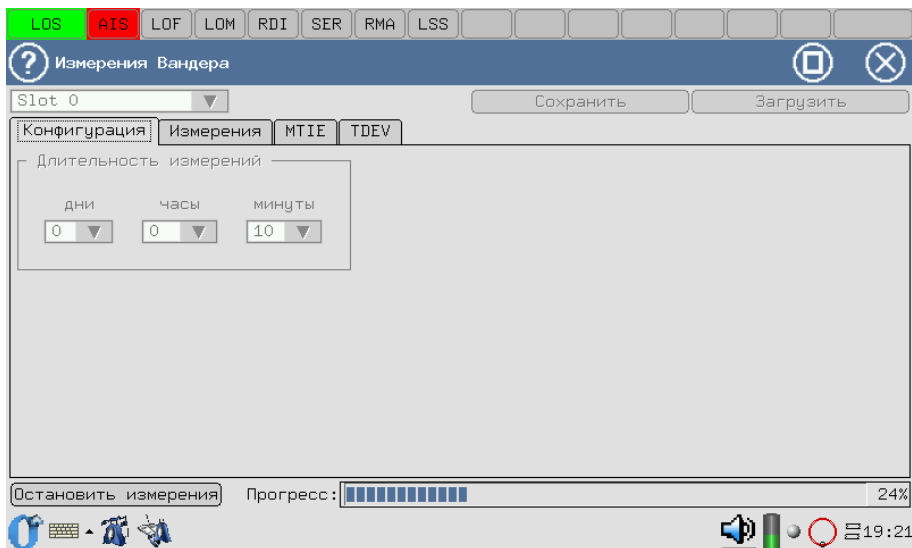 LOS AIS LOF LOM RDI SER RMA LSS
Измерения Вандера
Slot 0 Сохранить Загрузить
Конфигурация Измерения MTIE TDEV
Длительность измерений
дни часы минуты
0 0 10
Остановить измерения Прогресс: 24%
19:21